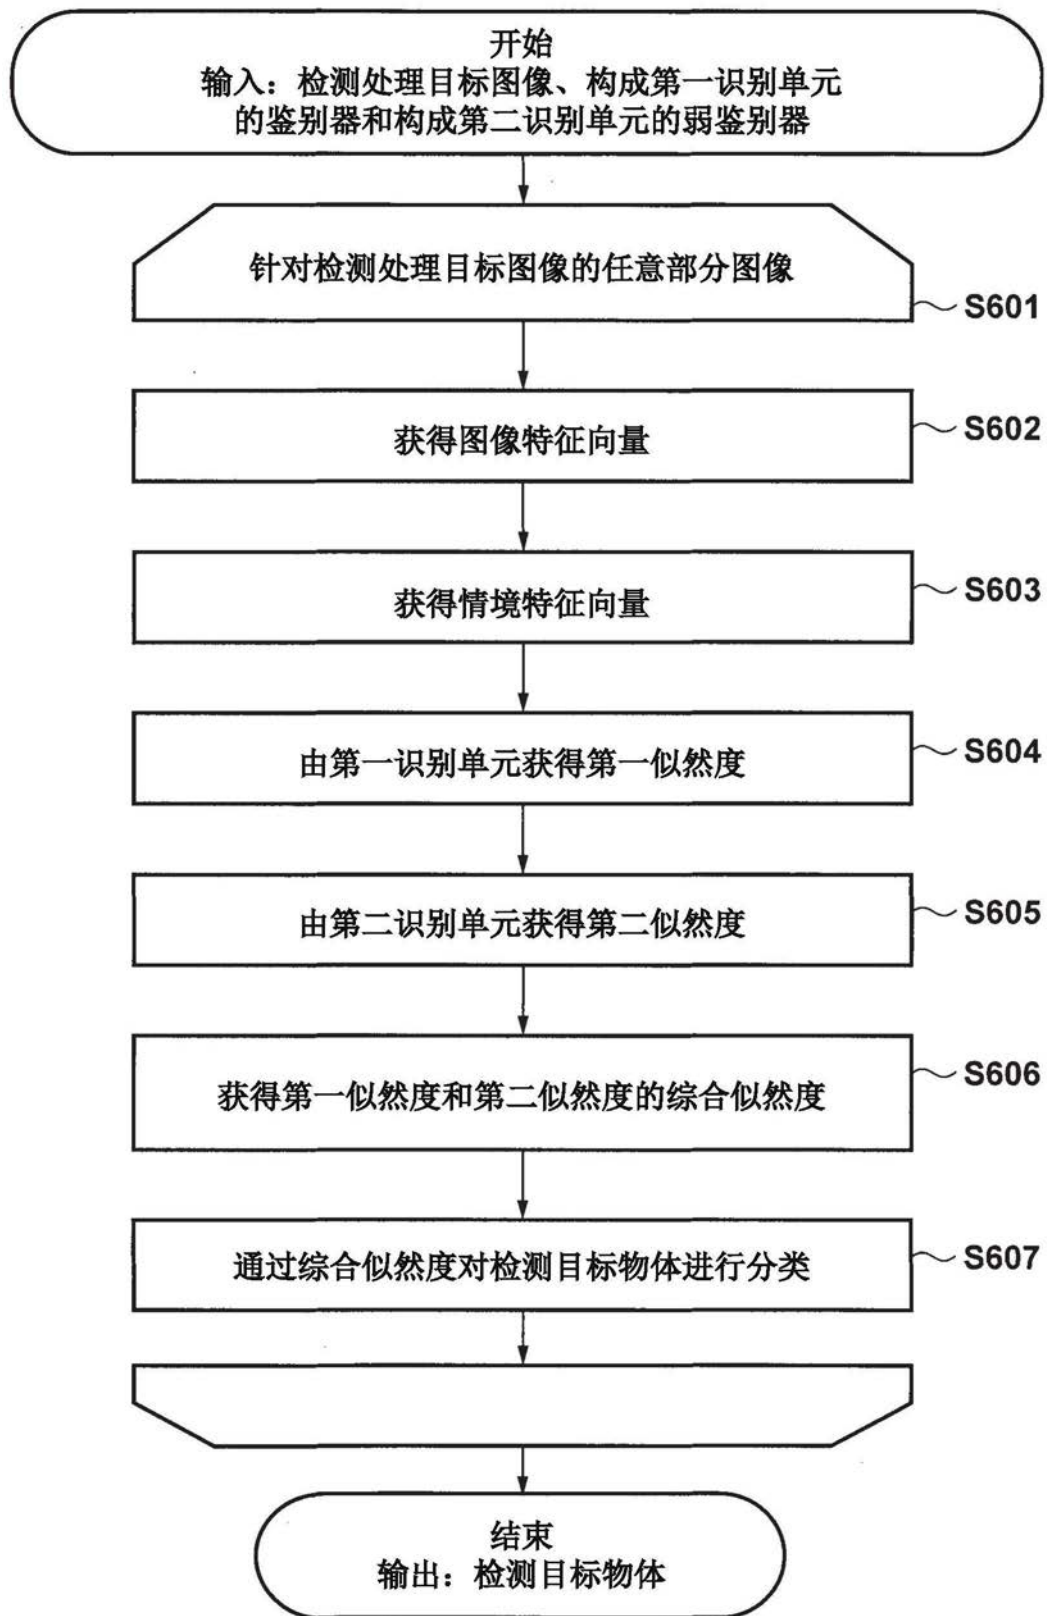 开始
输入：检测处理目标图像、构成第一识别单元
的鉴别器和构成第二识别单元的弱鉴别器
针对检测处理目标图像的任意部分图像
S601
获得图像特征向量
S602
获得情境特征向量
S603
由第一识别单元获得第一似然度
S604
由第二识别单元获得第二似然度
S605
获得第一似然度和第二似然度的综合似然度
S606
通过综合似然度对检测目标物体进行分类
S607
结束
输出：检测目标物体